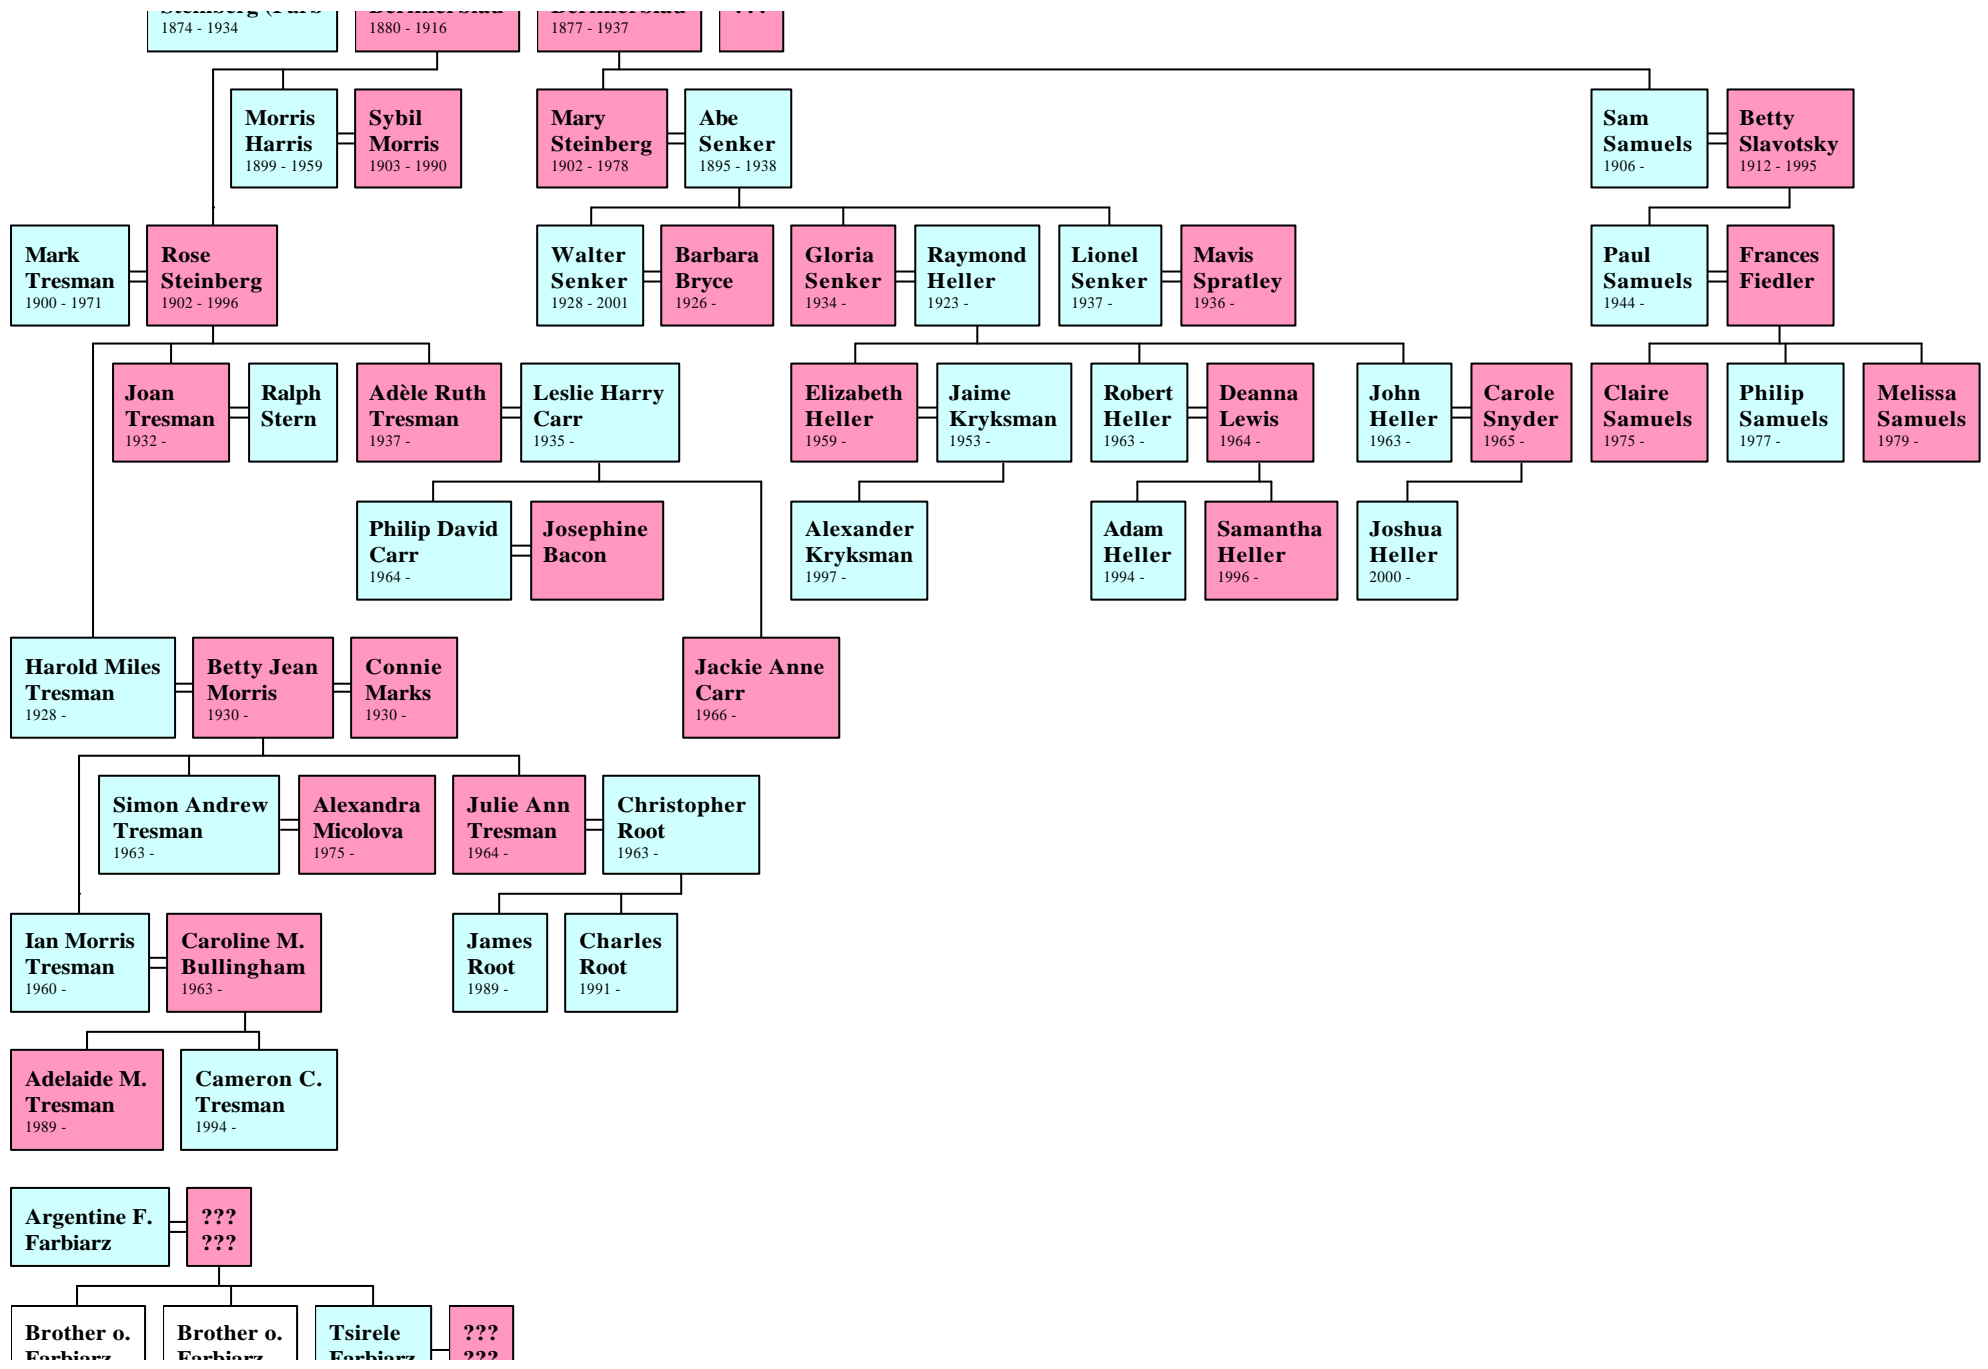 1874 - 1934
1880 - 1916
1877 - 1937
Morris
Harris
1899 - 1959
Sybil
Morris
1903 - 1990
Mary
Steinberg
1902 - 1978
Abe
Senker
1895 - 1938
Sam
Samuels
1906 -
Betty
Slavotsky
1912 - 1995
Mark
Tresman
1900 - 1971
Rose
Steinberg
1902 - 1996
Walter
Senker
1928 - 2001
Barbara
Bryce
1926 -
Gloria
Senker
1934 -
Raymond
Heller
1923 -
Lionel
Senker
1937 -
Mavis
Spratley
1936 -
Paul
Samuels
1944 -
Frances
Fiedler
Joan
Tresman
1932 -
Ralph
Stern
Adèle Ruth
Tresman
1937 -
Leslie Harry
Carr
1935 -
Elizabeth
Heller
1959 -
Jaime
Kryksman
1953 -
Robert
Heller
1963 -
Deanna
Lewis
1964 -
John
Heller
1963 -
Carole
Snyder
1965 -
Claire
Samuels
1975 -
Philip
Samuels
1977 -
Melissa
Samuels
1979 -
Philip David
Carr
1964 -
Josephine
Bacon
Alexander
Kryksman
1997 -
Adam
Heller
1994 -
Samantha
Heller
1996 -
Joshua
Heller
2000 -
Harold Miles
Tresman
1928 -
Betty Jean
Morris
1930 -
Connie
Marks
1930 -
Jackie Anne
Carr
1966 -
Simon Andrew
Tresman
1963 -
Alexandra
Micolova
1975 -
Julie Ann
Tresman
1964 -
Christopher
Root
1963 -
Ian Morris
Tresman
1960 -
Caroline M.
Bullingham
1963 -
James
Root
1989 -
Charles
Root
1991 -
Adelaide M.
Tresman
1989 -
Cameron C.
Tresman
1994 -
Argentine F.
Farbiarz
???
???
Brother o.
Farbiarz
Brother o.
Farbiarz
Tsirele
Farbiarz
???
???